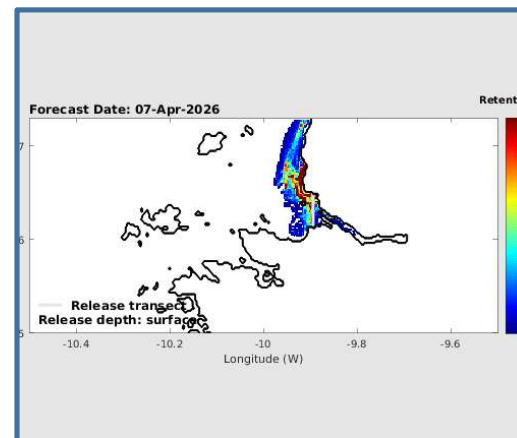 Retent
Forecast Date: 07-Apr-2026
7
6
5
Release transect
Release depth: surface
-10.4
-10.2
-10
-9.8
-9.6
Longitude (W)